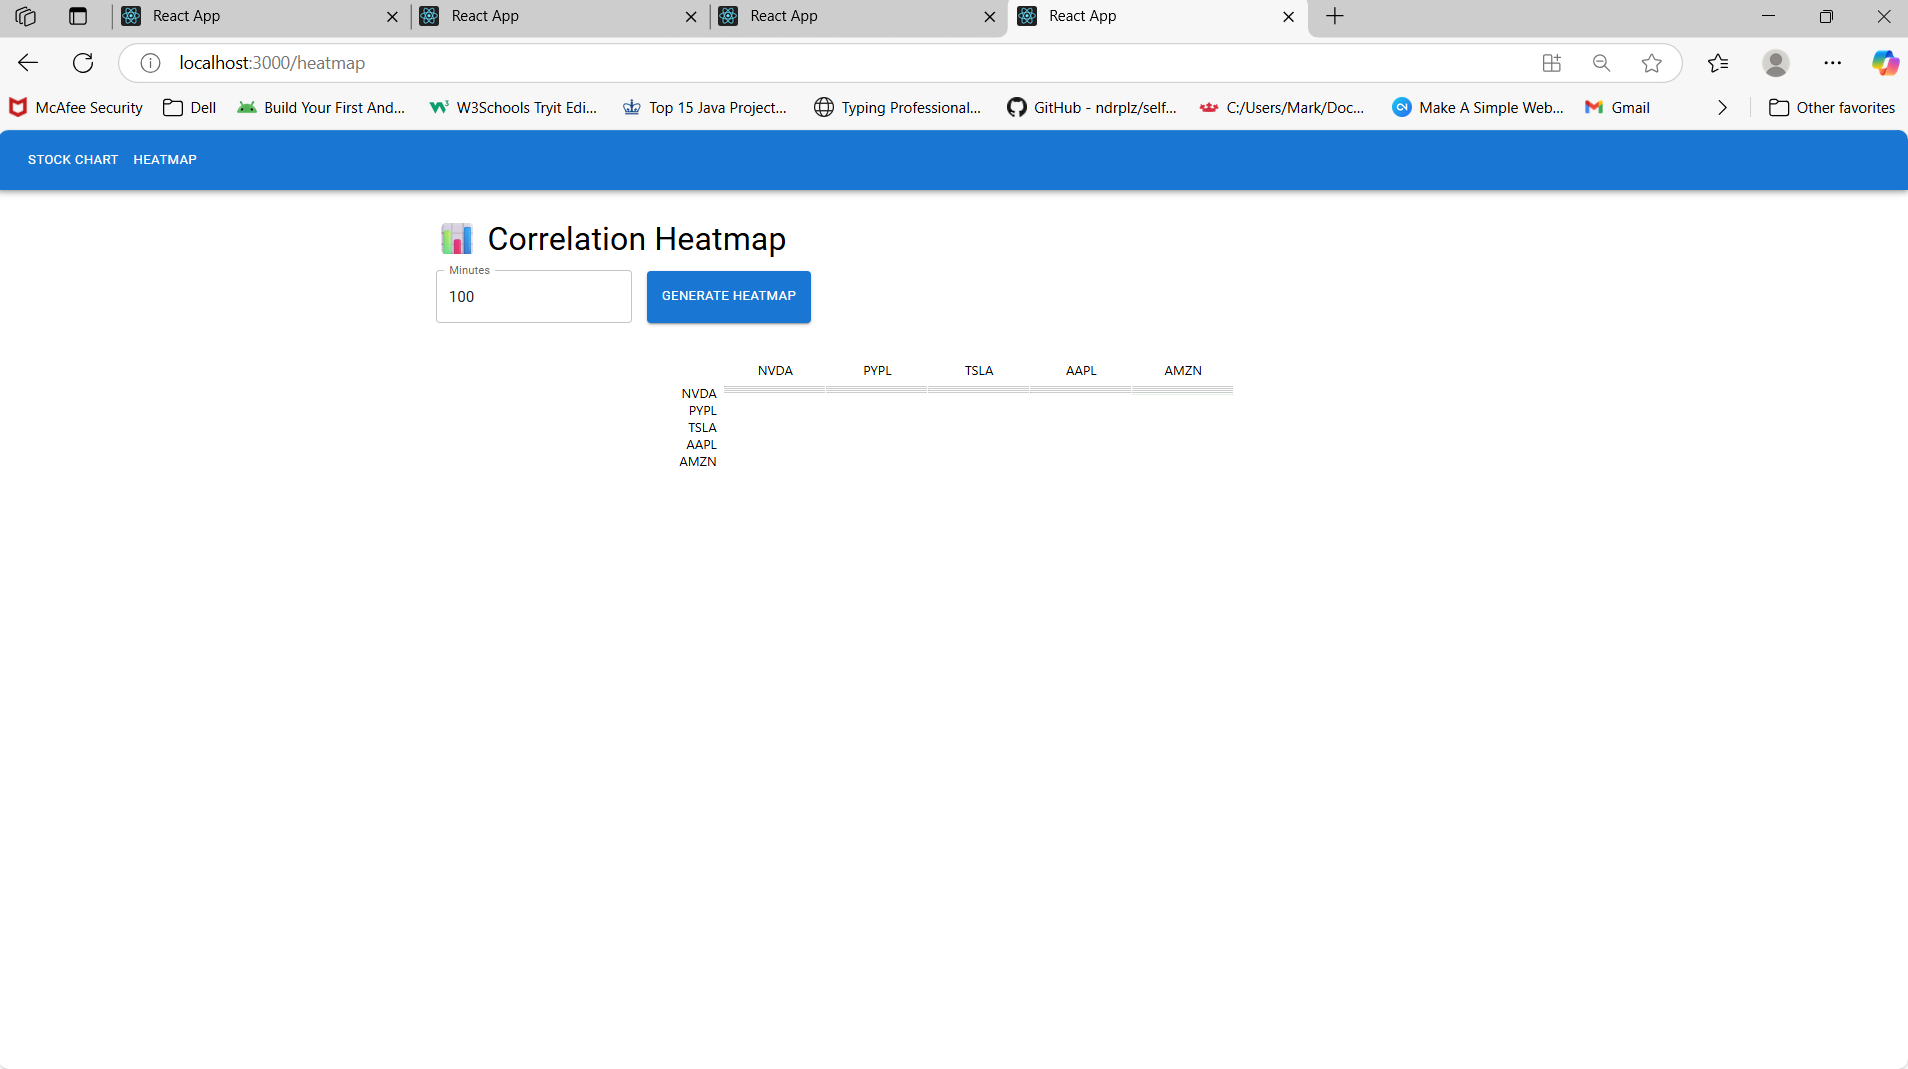 React App
React App
React App
React App
localhost:3000/heatmap
McAfee Security
Dell
Build Your First And...
W3Schools Tryit Edi...
Top 15 Java Project...
Typing Professional...
GitHub - ndrplz/self...
C:/Users/Mark/Doc...
Make A Simple Web...
Gmail
Other favorites
STOCK CHART HEATMAP
Correlation Heatmap
Minutes
100
GENERATE HEATMAP
NVDA PYPL TSLA AAPL AMZN
NVDA
PYPL
TSLA
AAPL
AMZN